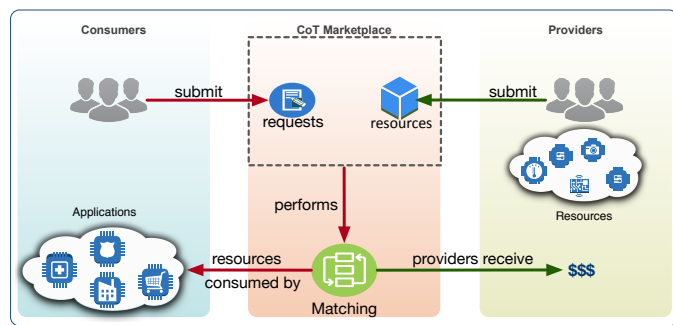 Consumers
CoT Marketplace
Providers
submit
submit
requests
resources
performs
Applications
Resources
resources
consumed by
providers receive
$$$
Matching